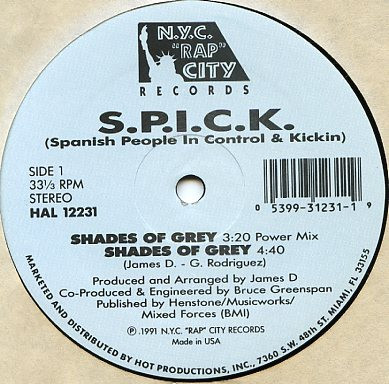 N.Y.C.
"RAP"
CITY
RECORDS
S.P.I.C.K.
(Spanish People In Control & Kickin)
SIDE 1
33⅓ RPM
STEREO
HAL 12231
0 5399-31231-1 9
SHADES OF GREY 3:20 Power Mix
SHADES OF GREY 4:40
(James D. - G. Rodriguez)
Produced and Arranged by James D
Co-Produced & Engineered by Bruce Greenspan
Published by Henstone/Musicworks/
Mixed Forces (BMI)
℗ 1991 N.Y.C. "RAP" CITY RECORDS
Made in USA
MARKETED AND DISTRIBUTED BY HOT PRODUCTIONS, INC., 7360 S.W. 48th ST. MIAMI, FL 33155